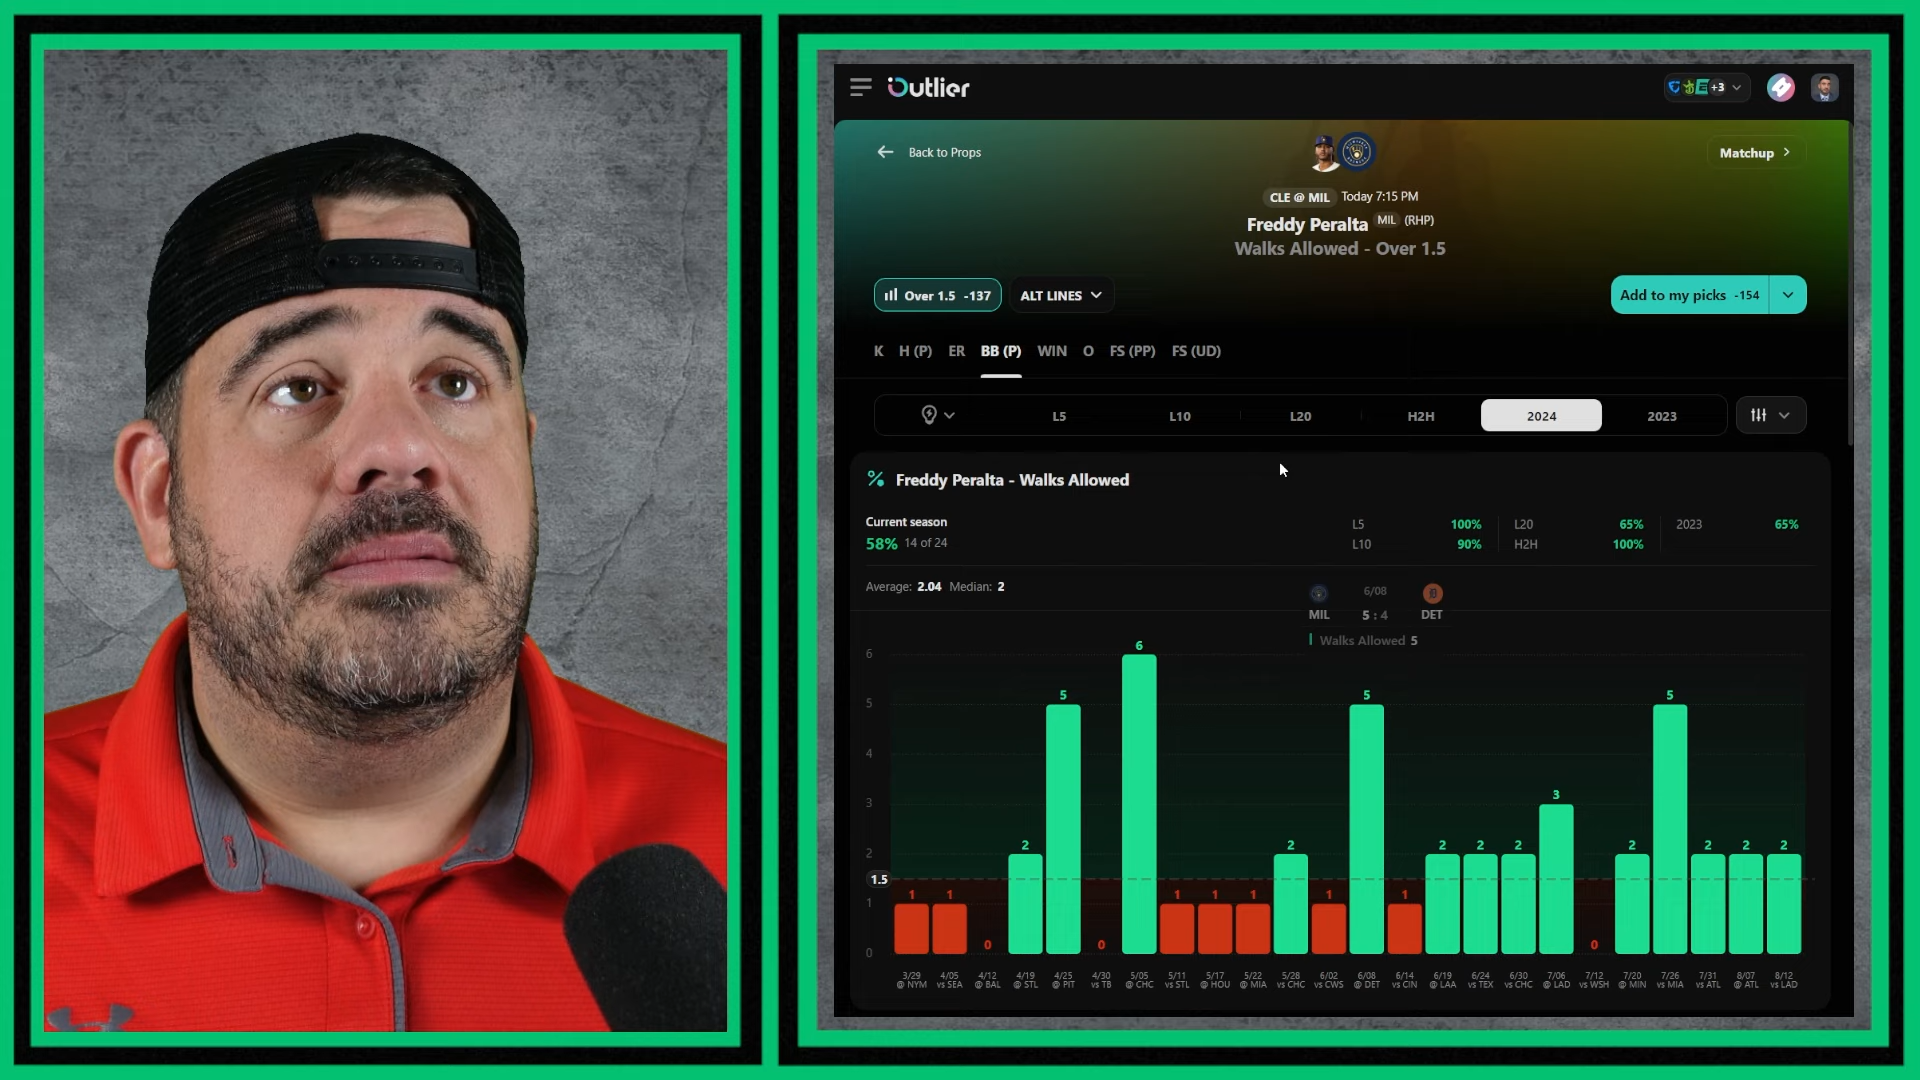 Outlier
+3
Back to Props
Matchup
CLE @ MIL Today 7:15 PM
Freddy Peralta MIL (RHP)
Walks Allowed - Over 1.5
Over 1.5 -137
ALT LINES
Add to my picks -154
K H (P) ER BB (P) WIN O FS (PP) FS (UD)
L5 L10 L20 H2H 2024 2023
Freddy Peralta - Walks Allowed
Current season
58% 14 of 24
L5 100% L20 65% 2023 65%
L10 90% H2H 100%
Average: 2.04 Median: 2
6/08
MIL 5 : 4 DET
Walks Allowed 5
6
5
4
3
2
1.5
1
0
1 1 0 2 5 0 6 1 1 1 2 1 5 1 2 2 2 3 0 2 5 2 2 2
3/29 4/05 4/12 4/19 4/25 4/30 5/05 5/11 5/17 5/22 5/28 6/02 6/08 6/14 6/19 6/24 6/30 7/06 7/12 7/20 7/26 7/31 8/07 8/12
@ NYM vs SEA @ BAL @ STL @ PIT vs TB @ CHC vs STL @ HOU @ MIA vs CHC vs CWS @ DET vs CIN @ LAA vs TEX vs CHC @ LAD vs WSH @ MIN vs MIA vs ATL @ ATL vs LAD